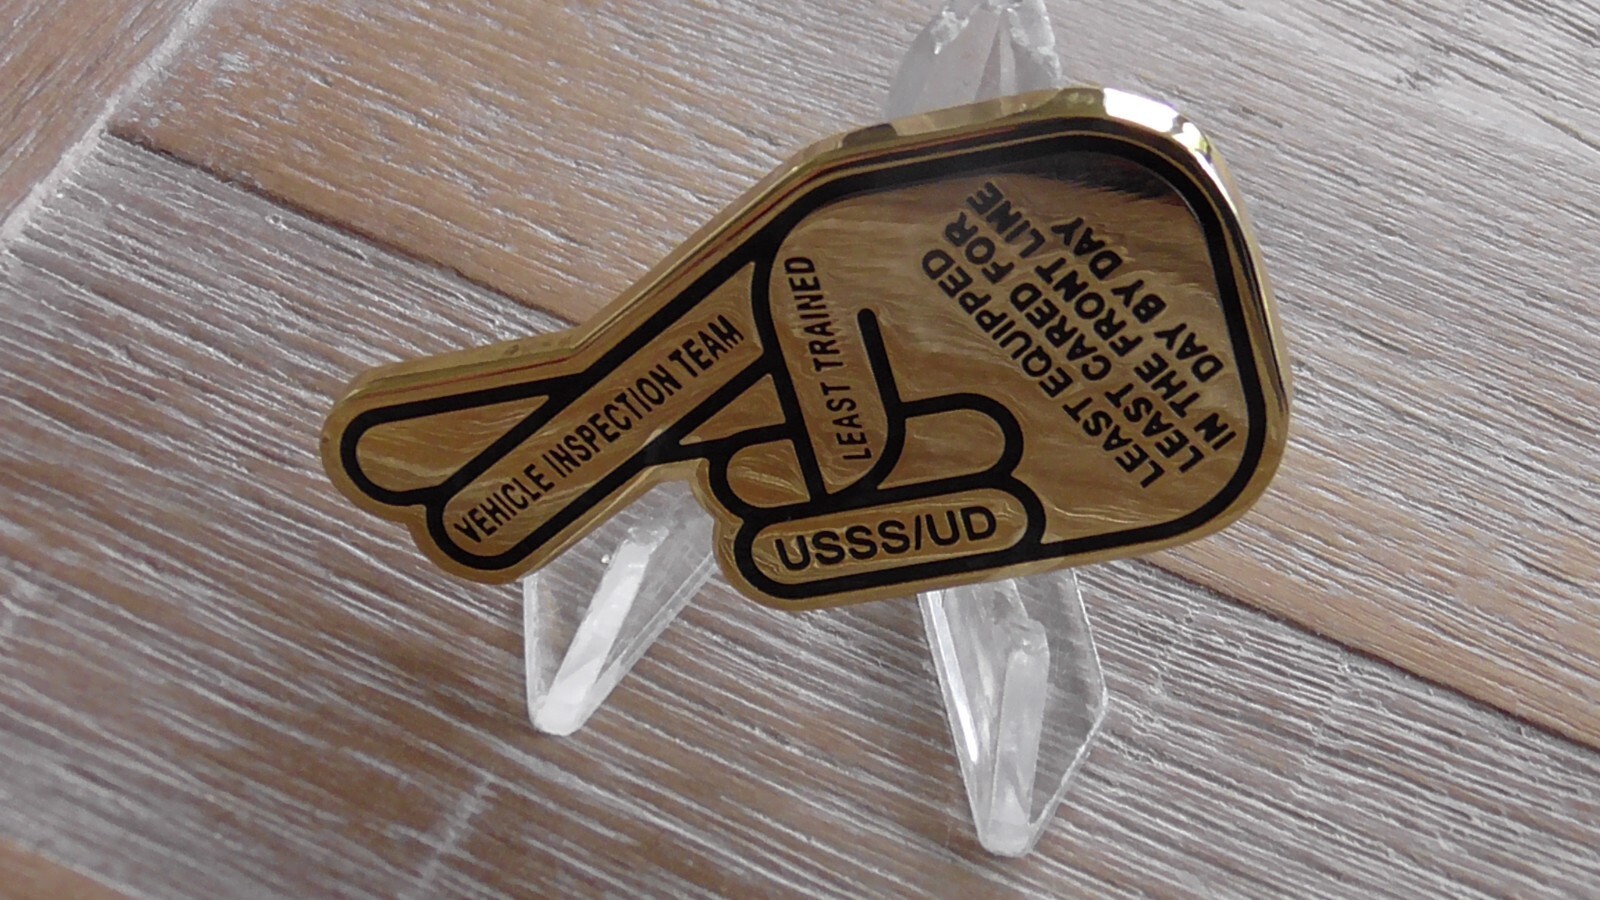 VEHICLE INSPECTION TEAM
LEAST TRAINED
USSS/UD
LEAST EQUIPPED
LEAST CARED FOR
IN THE FRONT LINE
DAY BY DAY